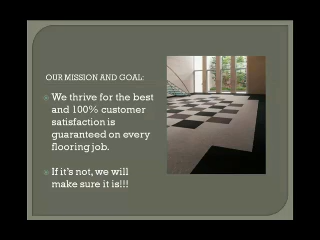 OUR MISSION AND GOAL:
We thrive for the best
and 100% customer
satisfaction is
guaranteed on every
flooring job.
If it's not, we will
make sure it is!!!